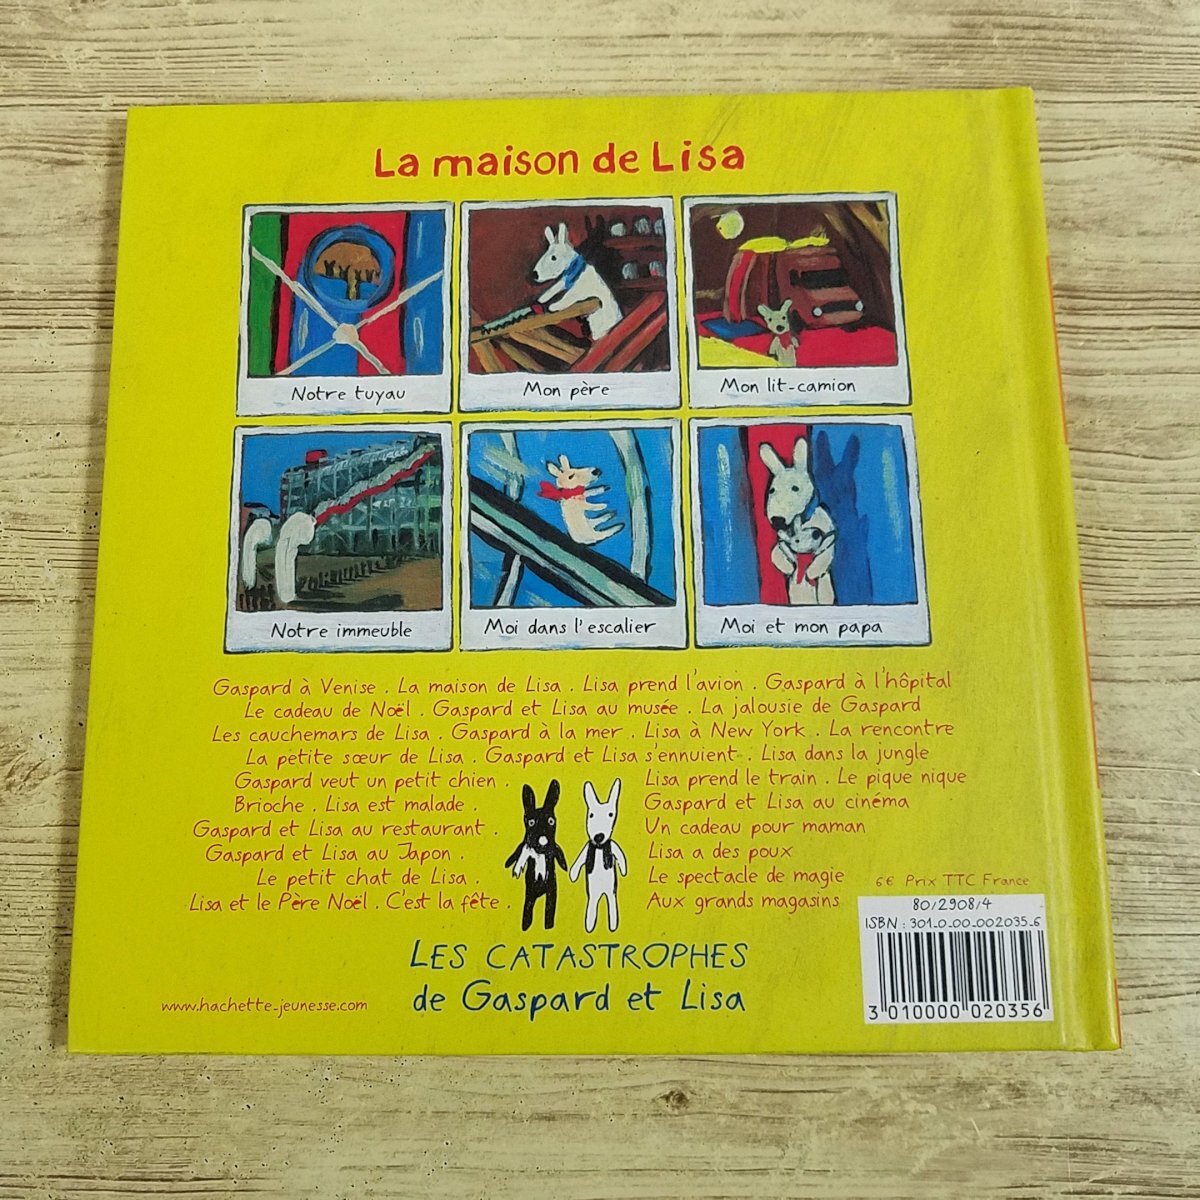 La maison de Lisa
Notre tuyau
Mon père
Mon lit-camion
Notre immeuble
Moi dans l'escalier
Moi et mon papa
Gaspard à Venise . La maison de Lisa . Lisa prend l'avion . Gaspard à l'hôpital
Le cadeau de Noël . Gaspard et Lisa au musée . La jalousie de Gaspard
Les cauchemars de Lisa . Gaspard à la mer . Lisa à New York . La rencontre
La petite sœur de Lisa . Gaspard et Lisa s'ennuient . Lisa dans la jungle
Gaspard veut un petit chien . Lisa prend le train . Le pique nique
Brioche . Lisa est malade . Gaspard et Lisa au cinéma
Gaspard et Lisa au restaurant . Un cadeau pour maman
Gaspard et Lisa au Japon . Lisa a des poux
Le petit chat de Lisa . Le spectacle de magie
Lisa et le Père Noël . C'est la fête . Aux grands magasins
6€ Prix TTC France
80/2908/4
ISBN : 301.0.00.002035.6
3 010000 020356
LES CATASTROPHES
de Gaspard et Lisa
www.hachette-jeunesse.com